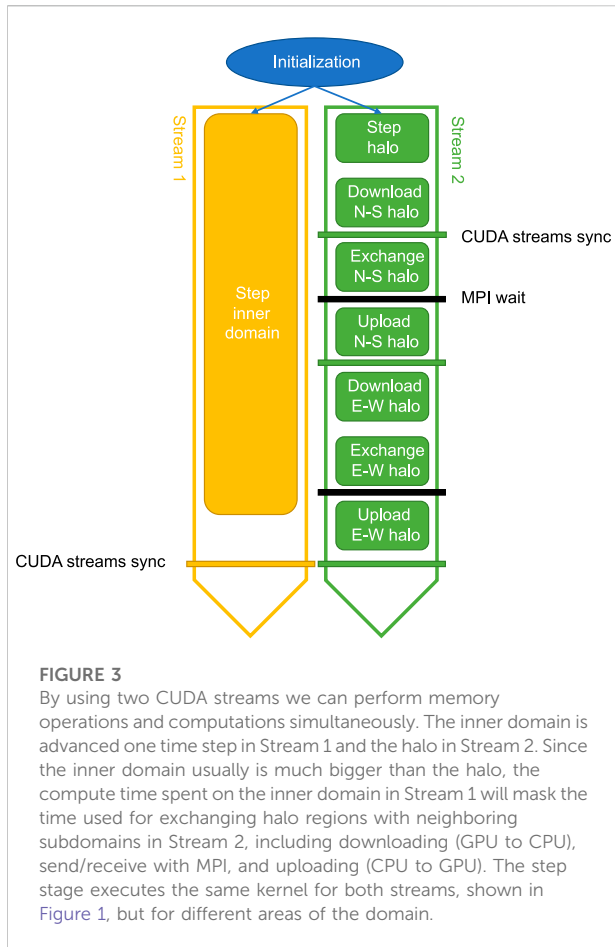 Initialization
Stream 1
Stream 2
Step
halo
Download
N-S halo
CUDA streams sync
Exchange
N-S halo
MPI wait
Step
inner
domain
Upload
N-S halo
Download
E-W halo
Exchange
E-W halo
Upload
E-W halo
CUDA streams sync
FIGURE 3
By using two CUDA streams we can perform memory
operations and computations simultaneously. The inner domain is
advanced one time step in Stream 1 and the halo in Stream 2. Since
the inner domain usually is much bigger than the halo, the
compute time spent on the inner domain in Stream 1 will mask the
time used for exchanging halo regions with neighboring
subdomains in Stream 2, including downloading (GPU to CPU),
send/receive with MPI, and uploading (CPU to GPU). The step
stage executes the same kernel for both streams, shown in
Figure 1, but for different areas of the domain.